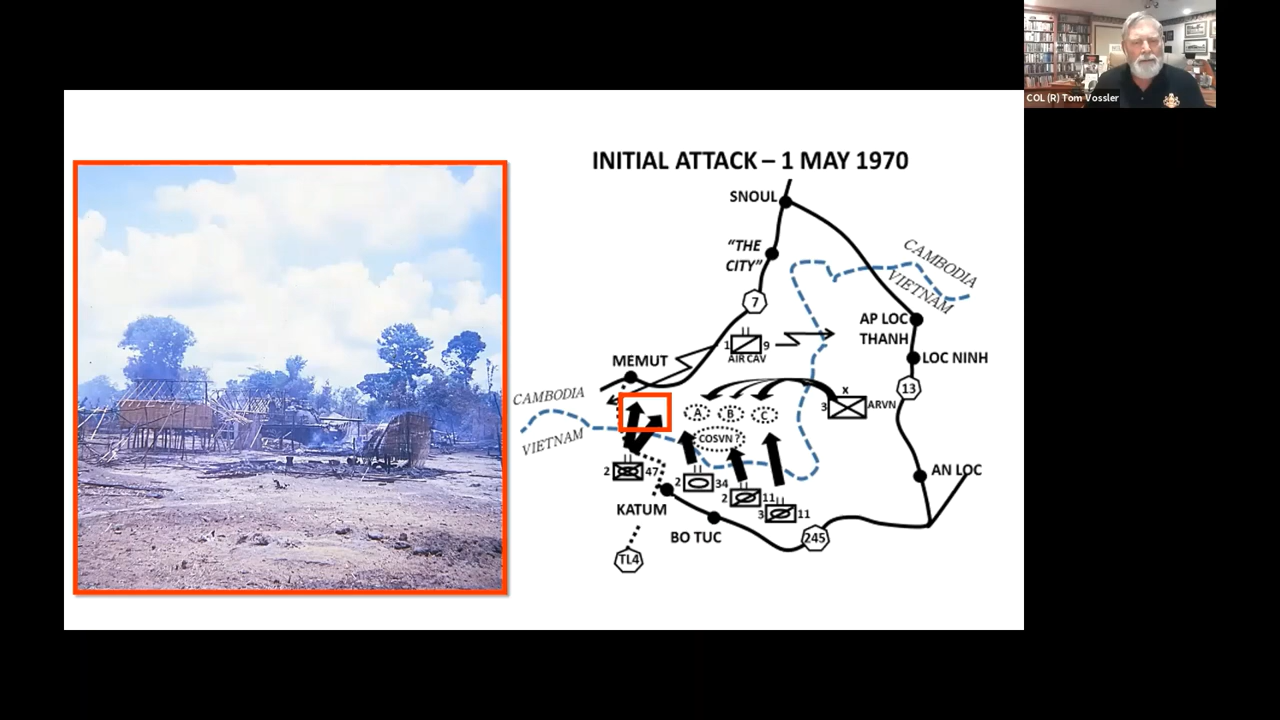 COL (R) Tom Vossler
INITIAL ATTACK – 1 MAY 1970
SNOUL
"THE
CITY"
CAMBODIA
VIETNAM
7
AP LOC
THANH
1 9
AIR CAV
LOC NINH
MEMUT
13
CAMBODIA
VIETNAM
A B C
X
3 ARVN
COSVN ?
2 47
2 34
2 11
3 11
AN LOC
KATUM
BO TUC
245
TL4